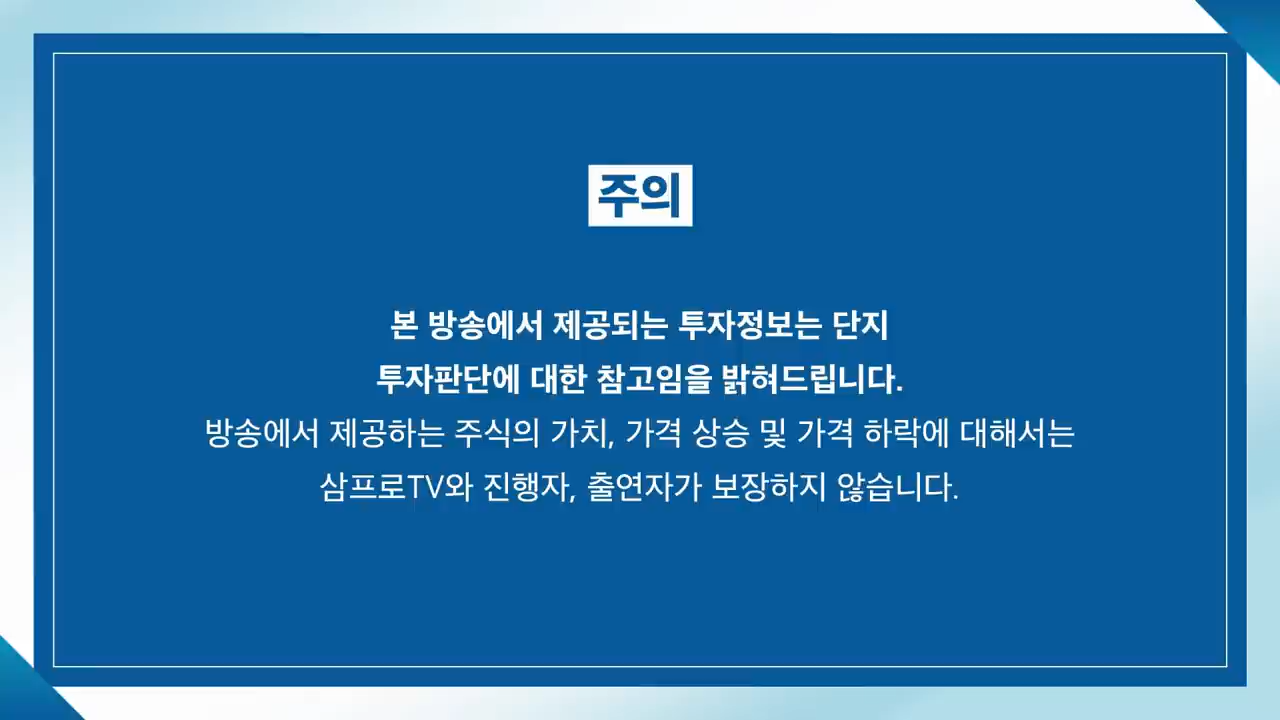 주의
본 방송에서 제공되는 투자정보는 단지
투자판단에 대한 참고임을 밝혀드립니다.
방송에서 제공하는 주식의 가치, 가격 상승 및 가격 하락에 대해서는
삼프로TV와 진행자, 출연자가 보장하지 않습니다.